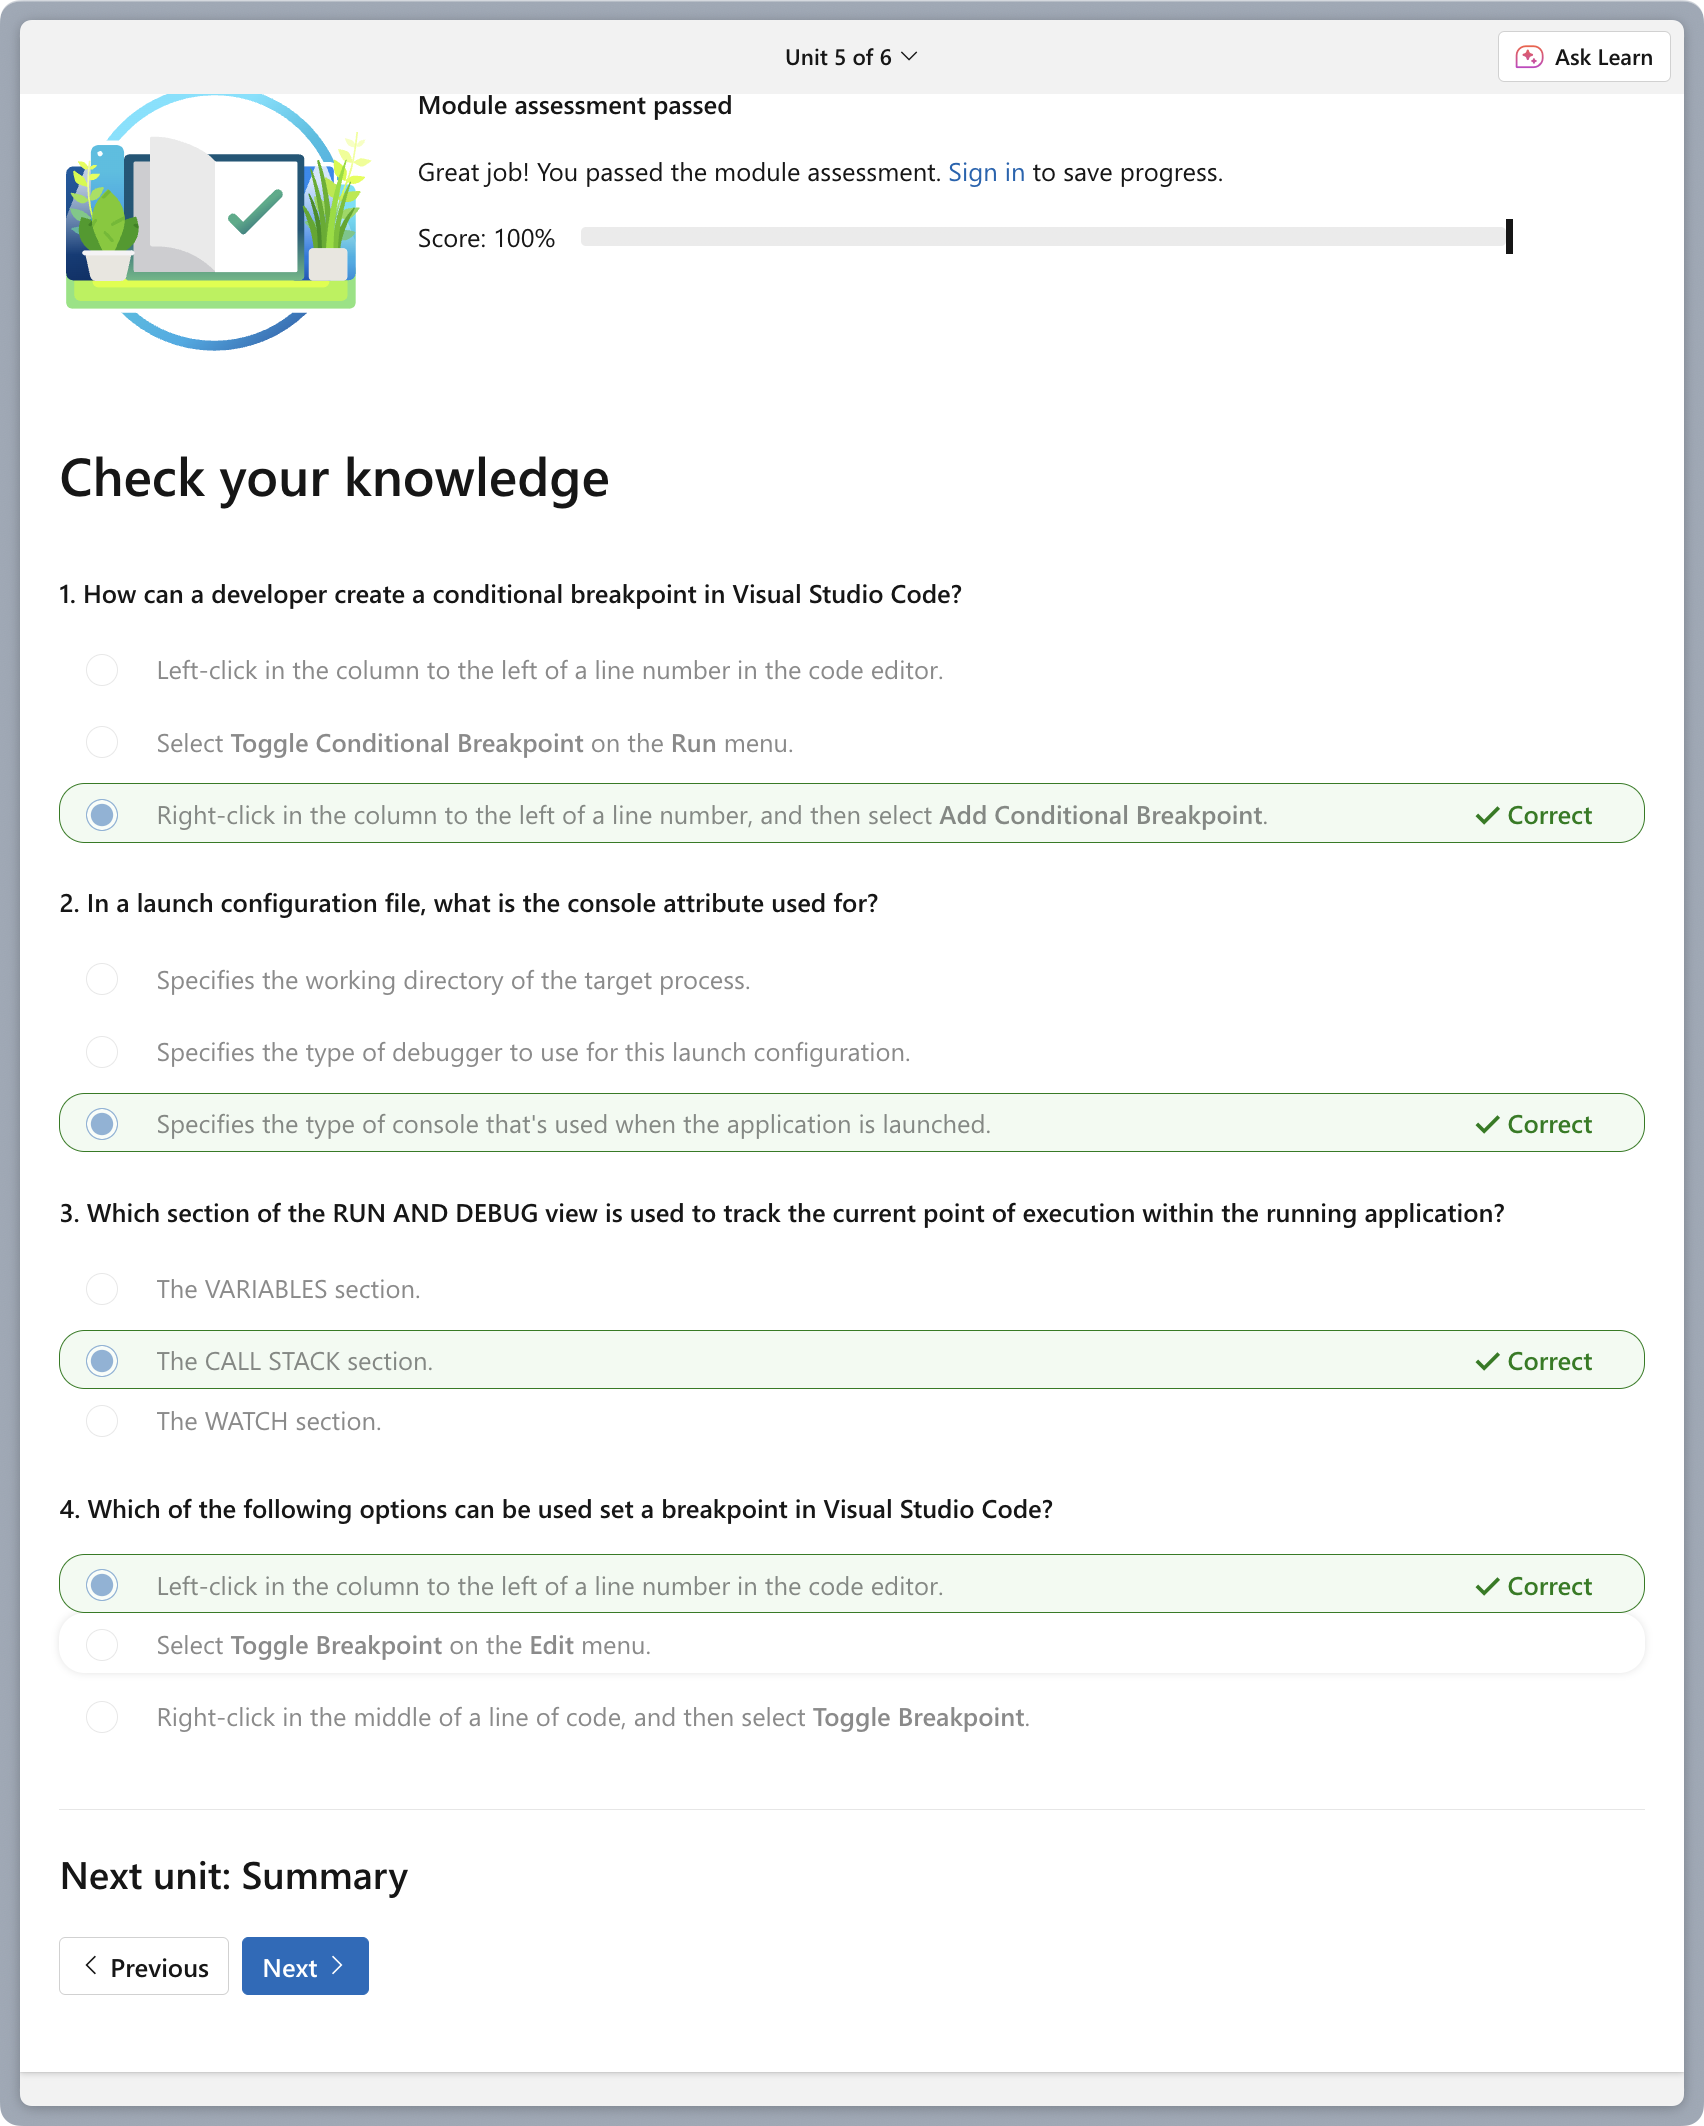 Unit 5 of 6
Ask Learn
Module assessment passed
Great job! You passed the module assessment. Sign in to save progress.
Score: 100%
Check your knowledge
1. How can a developer create a conditional breakpoint in Visual Studio Code?
Left-click in the column to the left of a line number in the code editor.
Select Toggle Conditional Breakpoint on the Run menu.
Right-click in the column to the left of a line number, and then select Add Conditional Breakpoint.
Correct
2. In a launch configuration file, what is the console attribute used for?
Specifies the working directory of the target process.
Specifies the type of debugger to use for this launch configuration.
Specifies the type of console that's used when the application is launched.
Correct
3. Which section of the RUN AND DEBUG view is used to track the current point of execution within the running application?
The VARIABLES section.
The CALL STACK section.
Correct
The WATCH section.
4. Which of the following options can be used set a breakpoint in Visual Studio Code?
Left-click in the column to the left of a line number in the code editor.
Correct
Select Toggle Breakpoint on the Edit menu.
Right-click in the middle of a line of code, and then select Toggle Breakpoint.
Next unit: Summary
Previous
Next